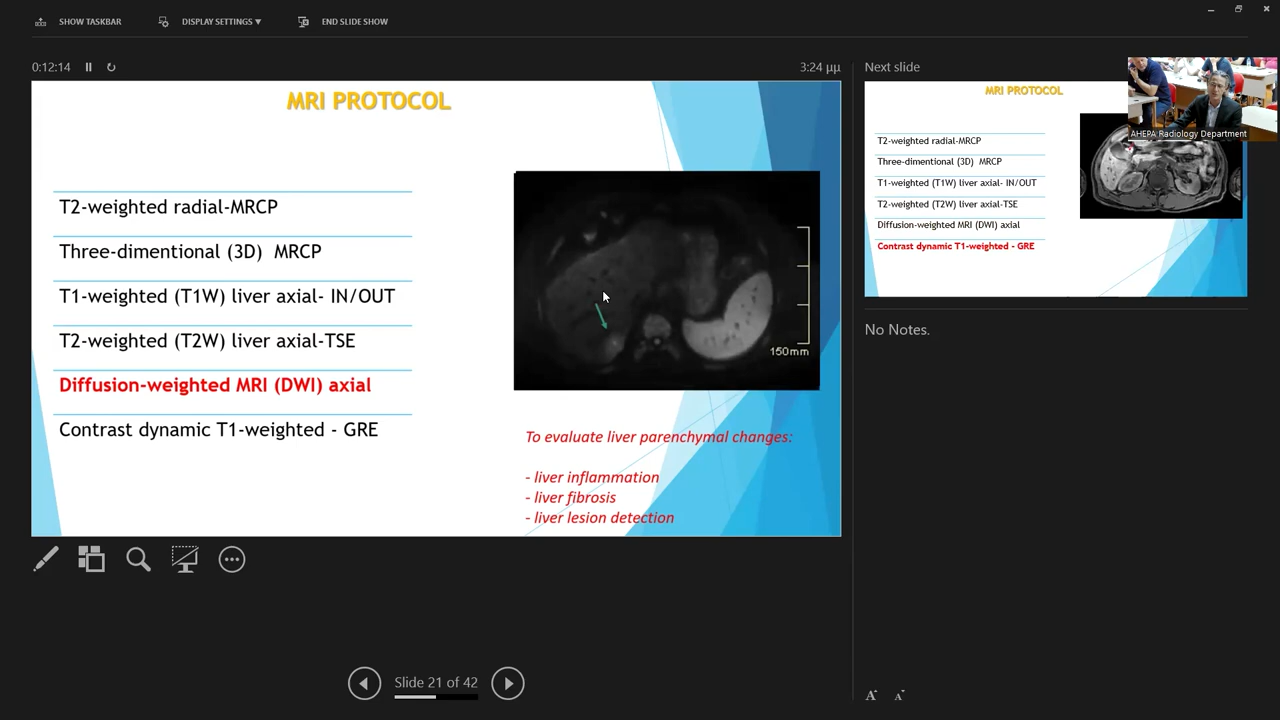 SHOW TASKBAR
DISPLAY SETTINGS ▼
END SLIDE SHOW
0:12:14
3:24 μμ
MRI PROTOCOL
T2-weighted radial-MRCP
Three-dimentional (3D) MRCP
T1-weighted (T1W) liver axial- IN/OUT
T2-weighted (T2W) liver axial-TSE
Diffusion-weighted MRI (DWI) axial
Contrast dynamic T1-weighted - GRE
150mm
To evaluate liver parenchymal changes:
- liver inflammation
- liver fibrosis
- liver lesion detection
Slide 21 of 42
Next slide
AHEPA Radiology Department
MRI PROTOCOL
T2-weighted radial-MRCP
Three-dimentional (3D) MRCP
T1-weighted (T1W) liver axial- IN/OUT
T2-weighted (T2W) liver axial-TSE
Diffusion-weighted MRI (DWI) axial
Contrast dynamic T1-weighted - GRE
No Notes.
A A